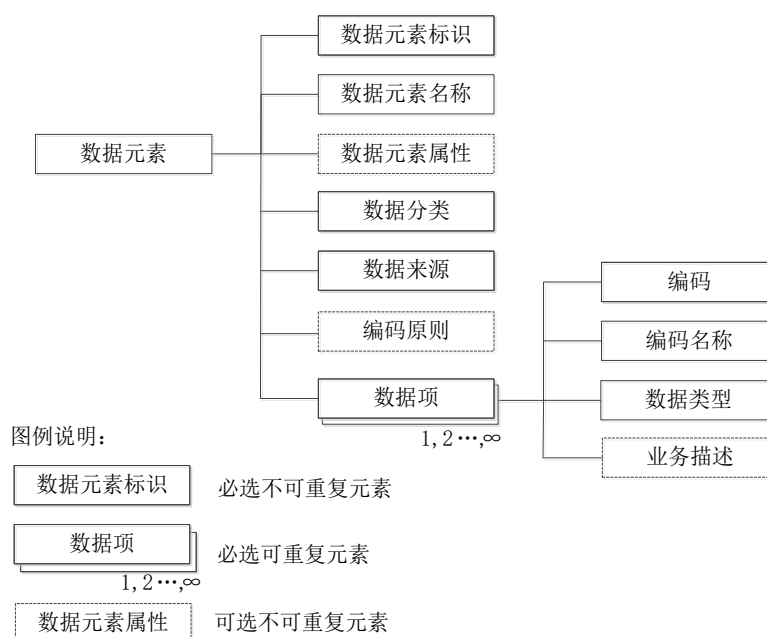 数据元素标识
数据元素名称
数据元素
数据元素属性
数据分类
数据来源
编码
编码原则
编码名称
数据项
数据类型
1,2…,∞
图例说明：
业务描述
数据元素标识 必选不可重复元素
数据项
必选可重复元素
1,2…,∞
数据元素属性 可选不可重复元素